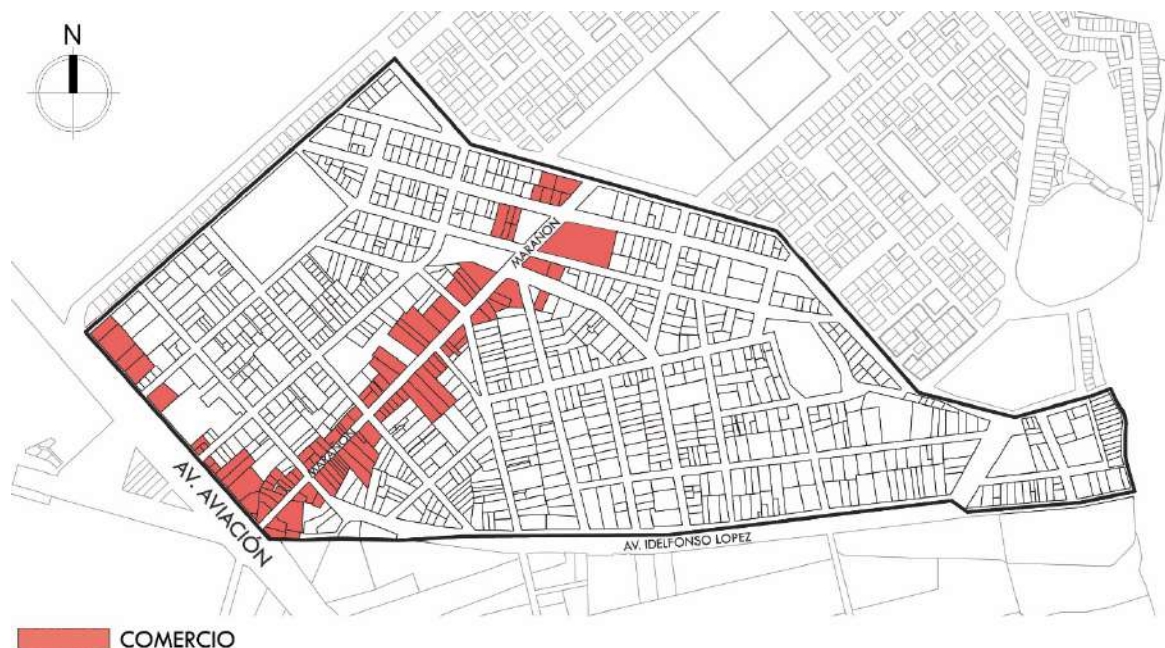 N
MARAÑON
MARAÑON
AV. AVIACIÓN
AV. IDELFONSO LOPEZ
COMERCIO